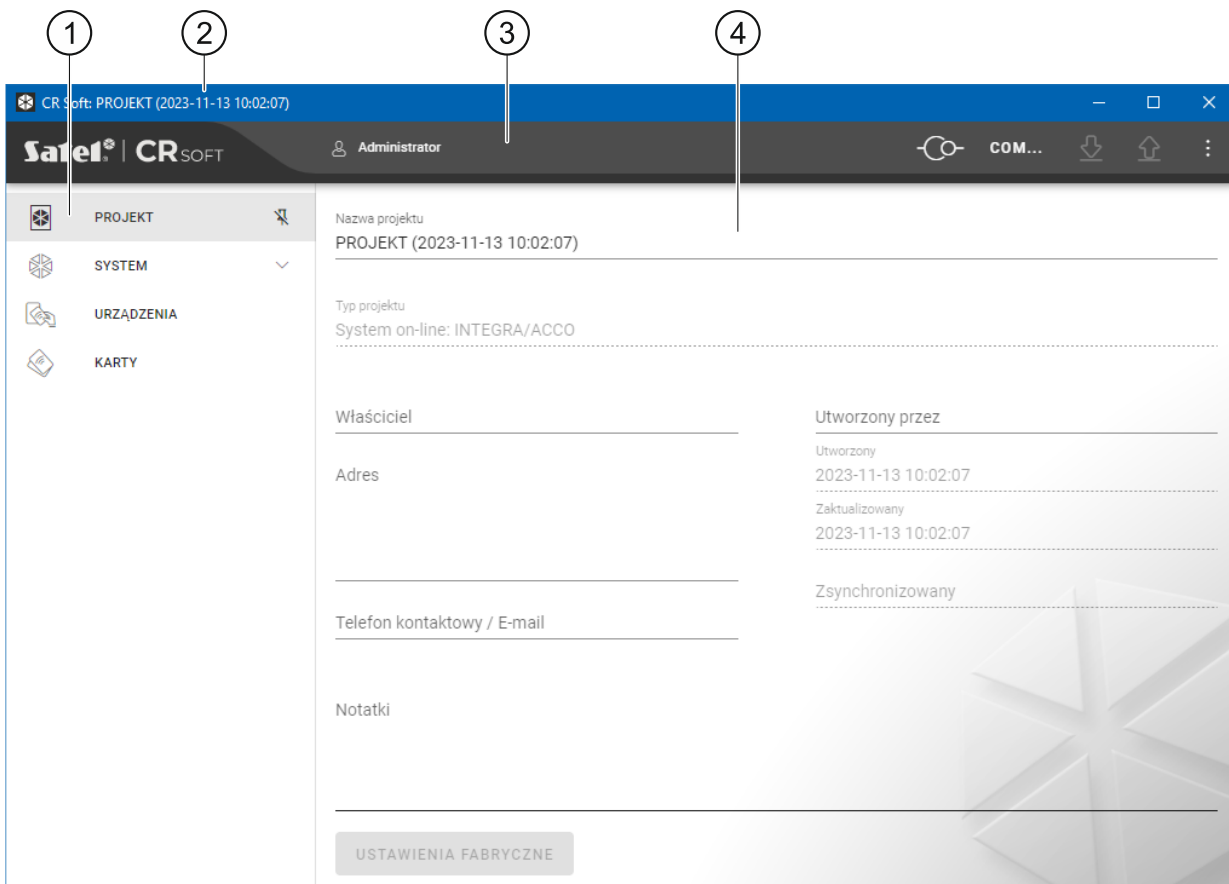 1 2 3 4
CR Soft: PROJEKT (2023-11-13 10:02:07)
Satel® | CR SOFT Administrator COM...
PROJEKT
SYSTEM
URZĄDZENIA
KARTY
Nazwa projektu
PROJEKT (2023-11-13 10:02:07)
Typ projektu
System on-line: INTEGRA/ACCO
Właściciel
Adres
Telefon kontaktowy / E-mail
Utworzony przez
Utworzony
2023-11-13 10:02:07
Zaktualizowany
2023-11-13 10:02:07
Zsynchronizowany
Notatki
USTAWIENIA FABRYCZNE